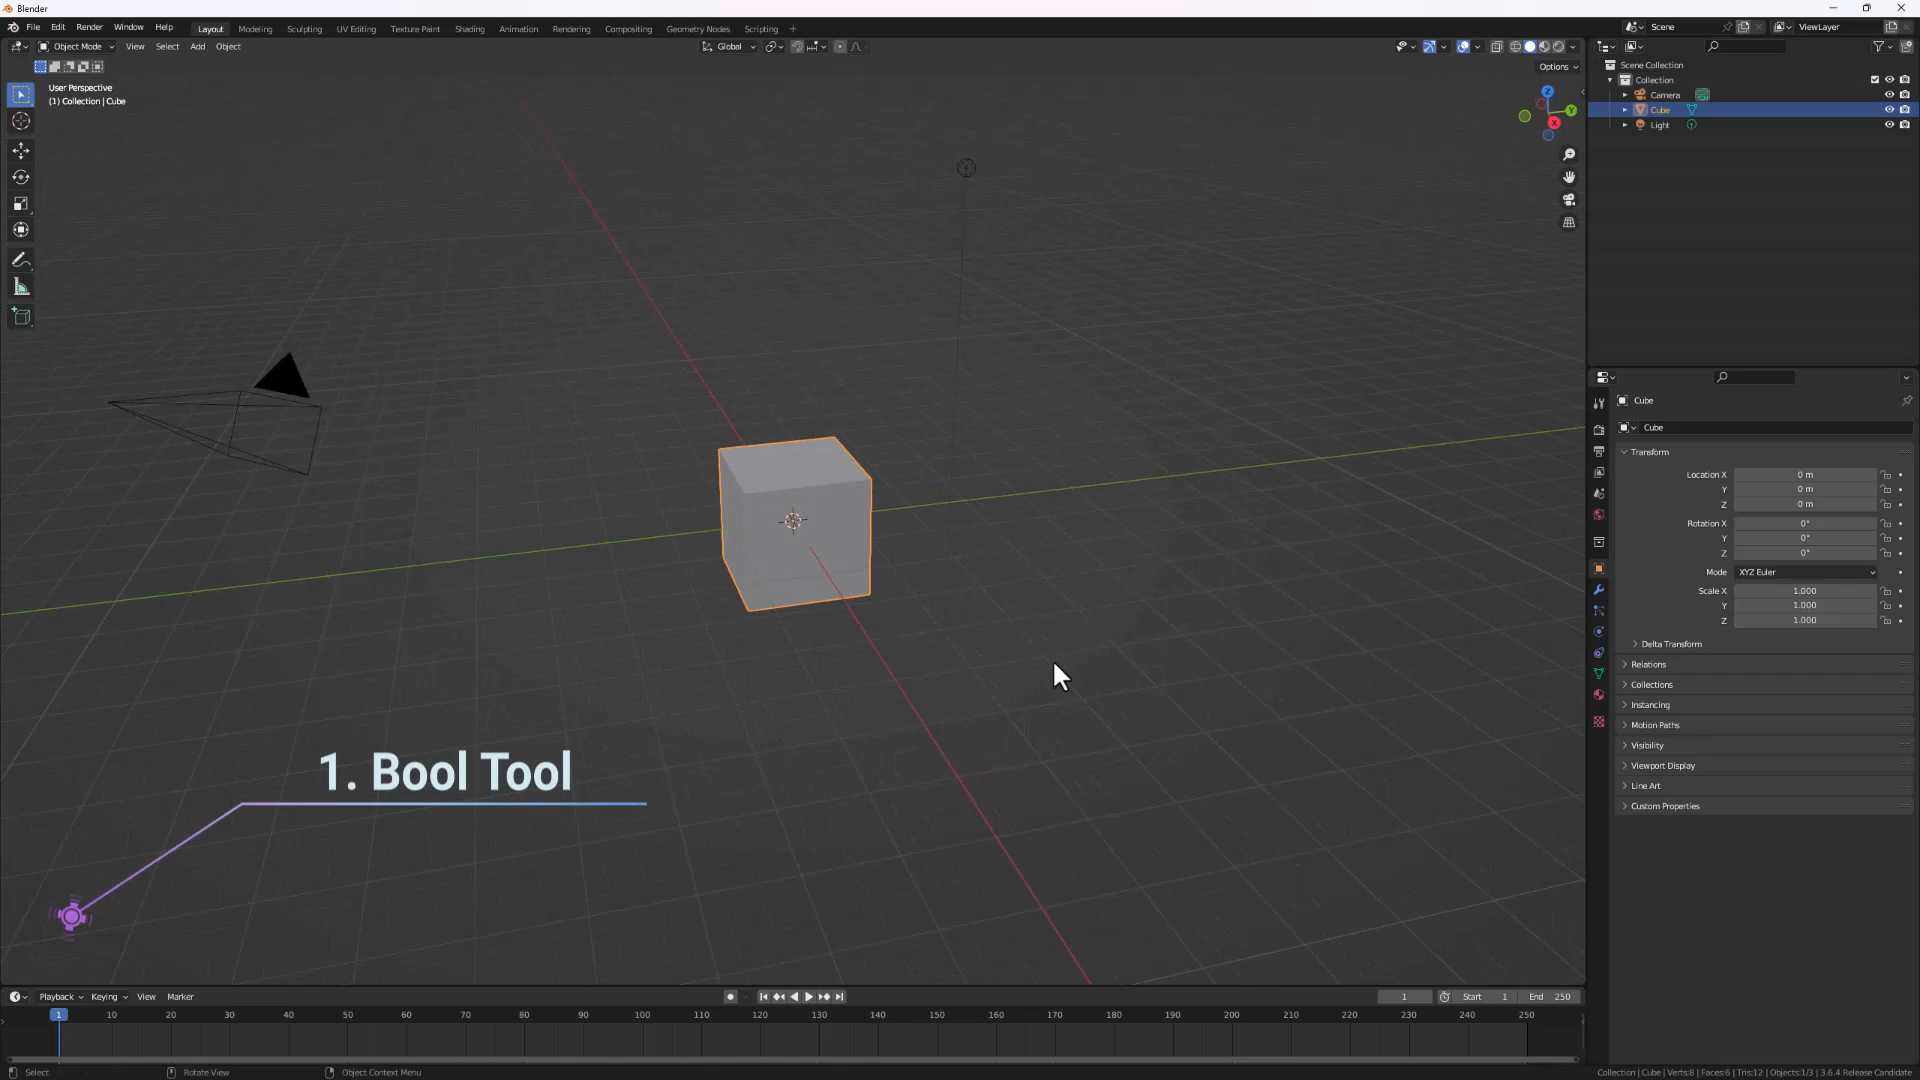 Blender
File Edit Render Window Help Layout Modeling Sculpting UV Editing Texture Paint Shading Animation Rendering Compositing Geometry Nodes Scripting + Scene ViewLayer
Object Mode View Select Add Object Global
Options
User Perspective
(1) Collection | Cube
Z
Y
X
Scene Collection
Collection
Camera
Cube
Light
Cube
Cube
Transform
Location X 0 m
Y 0 m
Z 0 m
Rotation X 0°
Y 0°
Z 0°
Mode XYZ Euler
Scale X 1.000
Y 1.000
Z 1.000
Delta Transform
Relations
Collections
Instancing
Motion Paths
Visibility
Viewport Display
Line Art
Custom Properties
1. Bool Tool
Playback Keying View Marker 1 Start 1 End 250
1 10 20 30 40 50 60 70 80 90 100 110 120 130 140 150 160 170 180 190 200 210 220 230 240 250
Select Rotate View Object Context Menu Collection | Cube | Verts:8 | Faces:6 | Tris:12 | Objects:1/3 | 3.6.4 Release Candidate